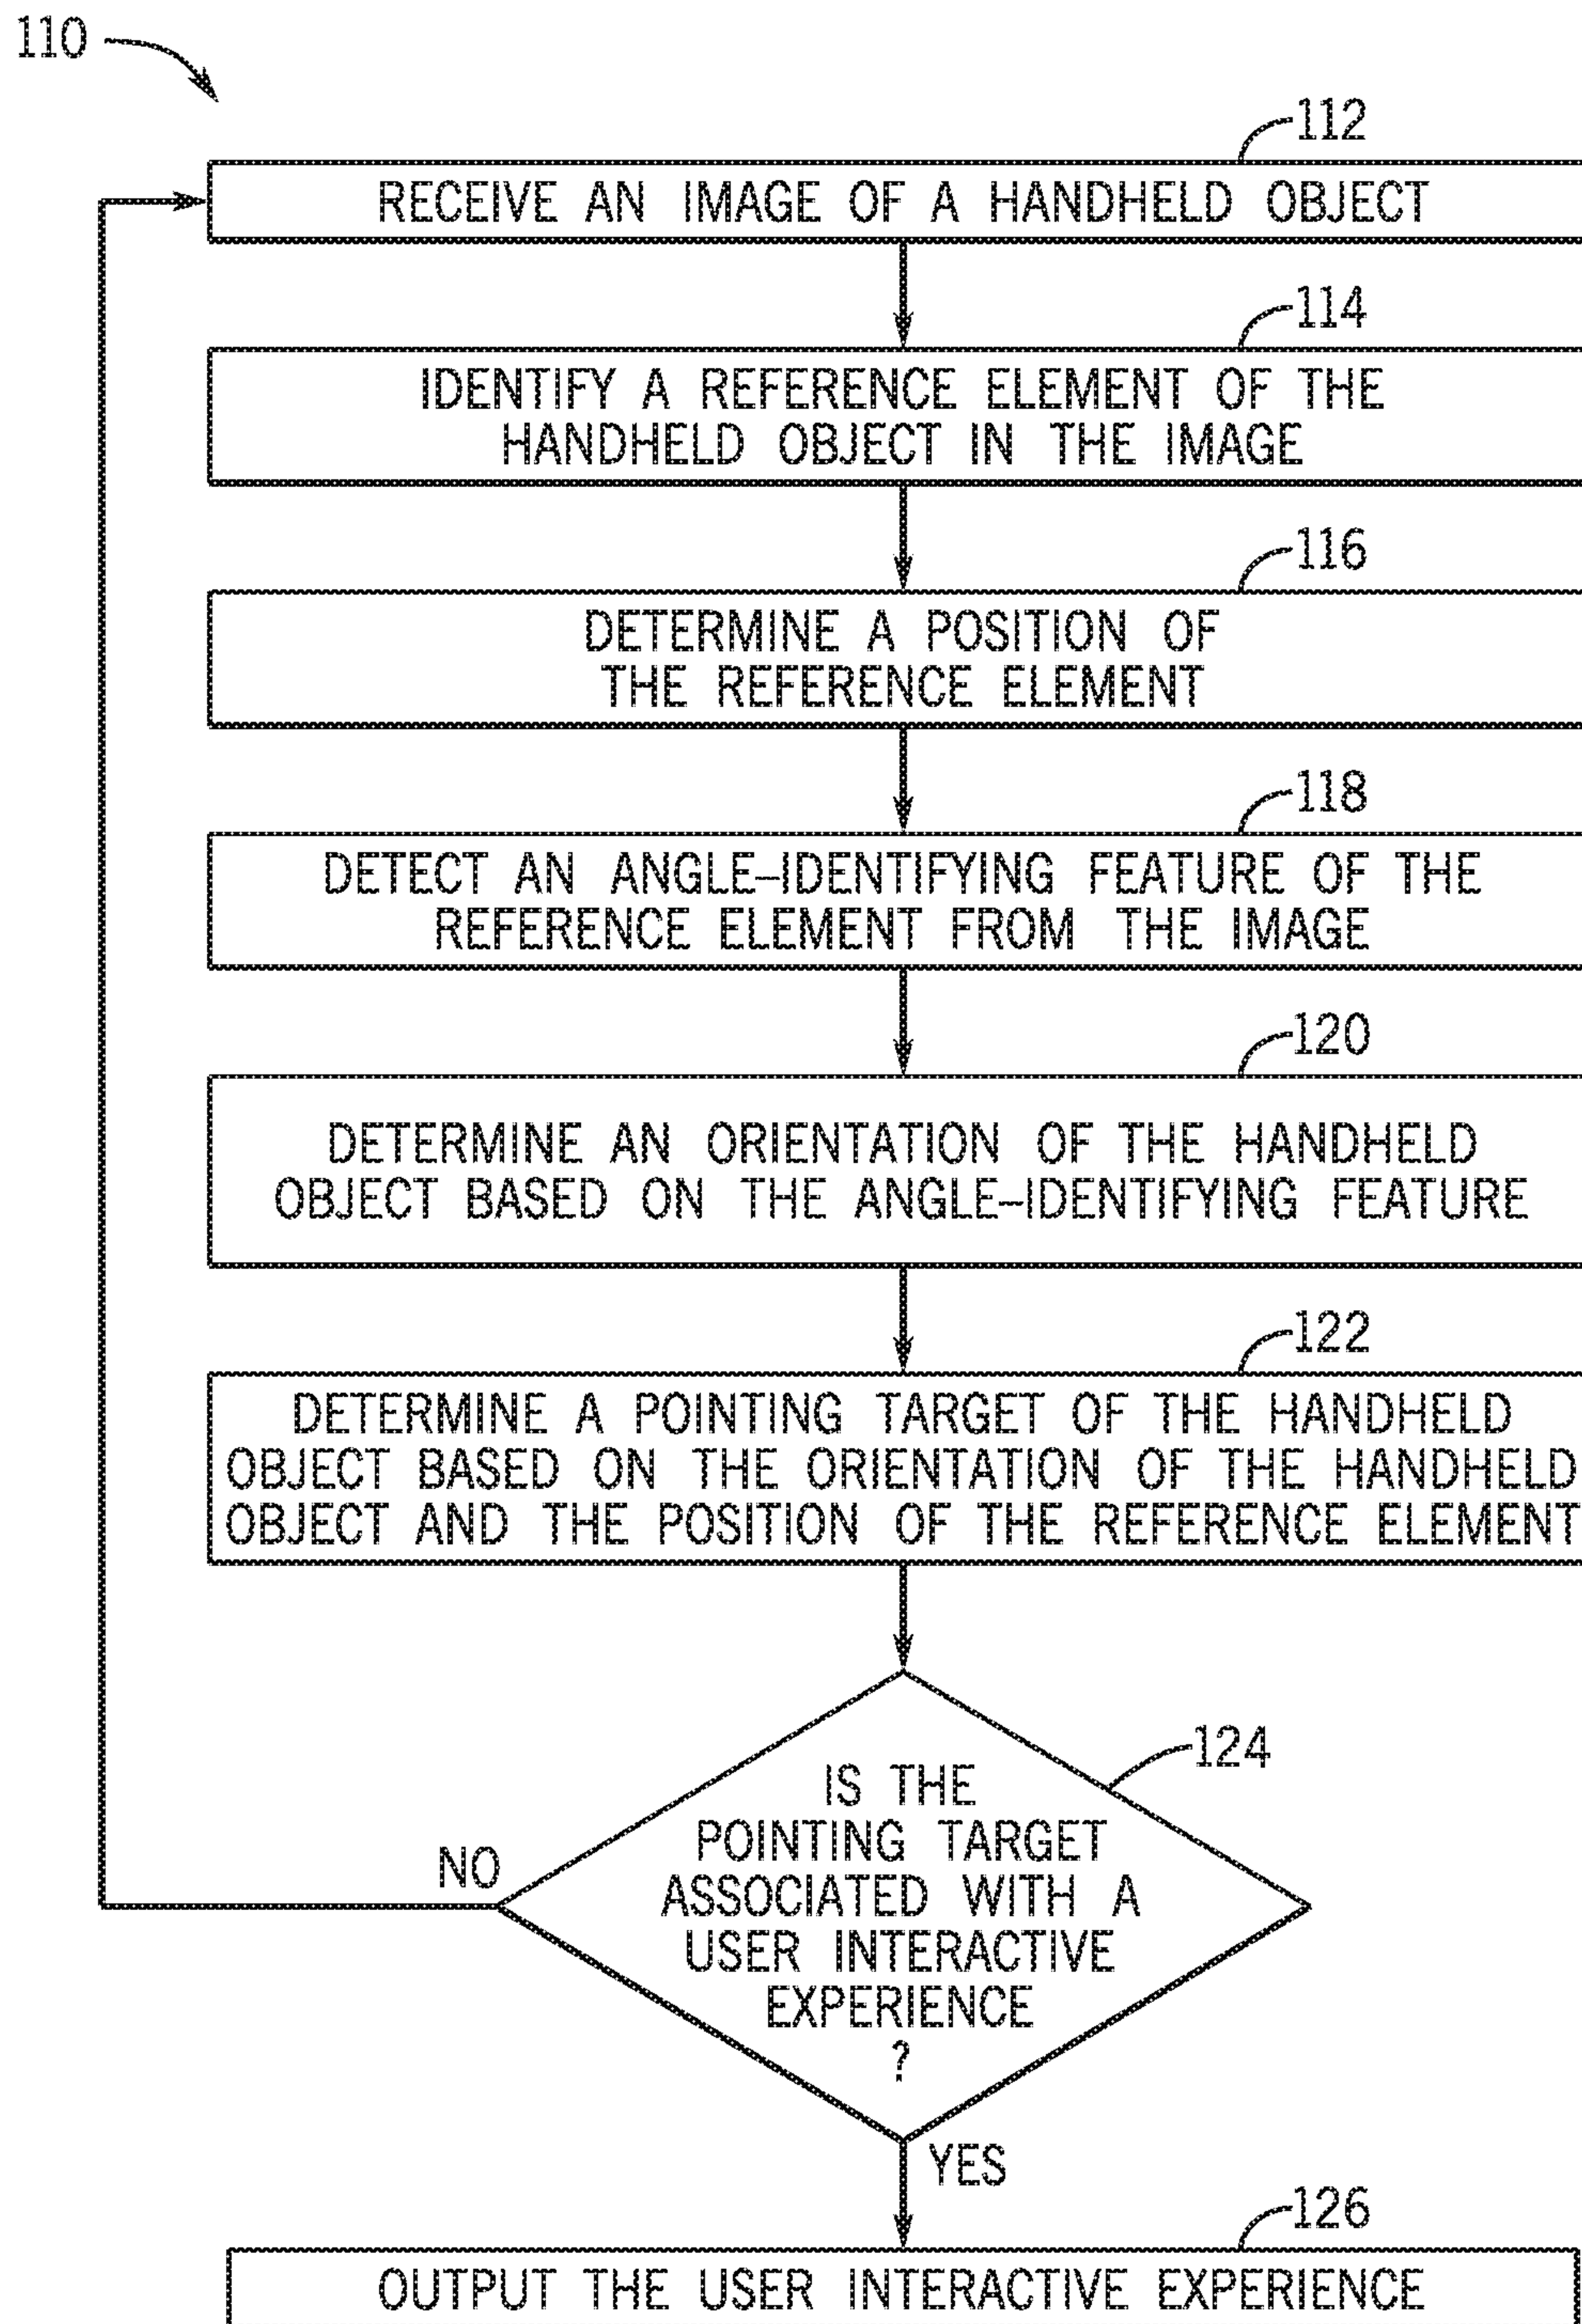 110
112
RECEIVE AN IMAGE OF A HANDHELD OBJECT
114
IDENTIFY A REFERENCE ELEMENT OF THE
HANDHELD OBJECT IN THE IMAGE
116
DETERMINE A POSITION OF
THE REFERENCE ELEMENT
118
DETECT AN ANGLE–IDENTIFYING FEATURE OF THE
REFERENCE ELEMENT FROM THE IMAGE
120
DETERMINE AN ORIENTATION OF THE HANDHELD
OBJECT BASED ON THE ANGLE–IDENTIFYING FEATURE
122
DETERMINE A POINTING TARGET OF THE HANDHELD
OBJECT BASED ON THE ORIENTATION OF THE HANDHELD
OBJECT AND THE POSITION OF THE REFERENCE ELEMENT
124
IS THE
POINTING TARGET
ASSOCIATED WITH A
USER INTERACTIVE
EXPERIENCE
?
NO
YES
126
OUTPUT THE USER INTERACTIVE EXPERIENCE